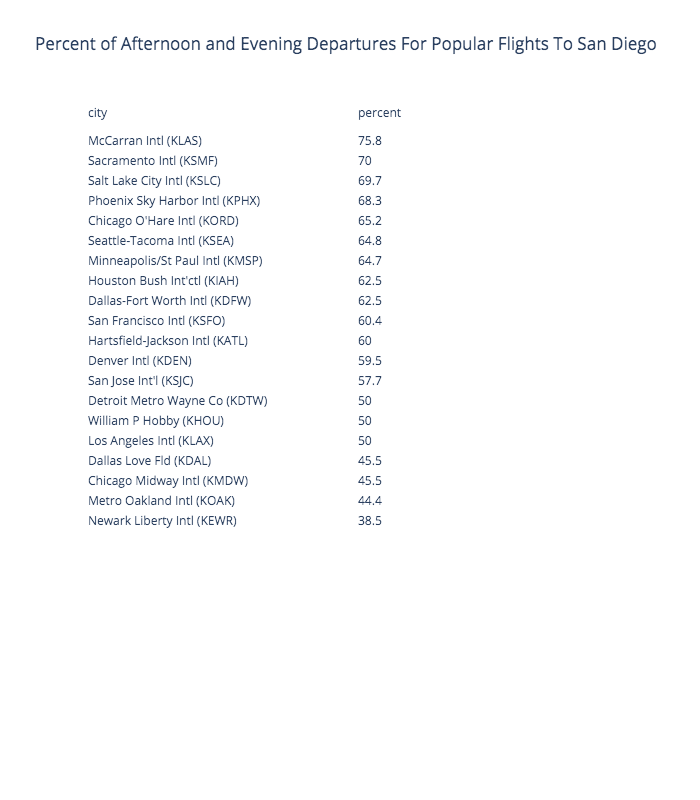 Percent of Afternoon and Evening Departures For Popular Flights To San Diego
city percent
McCarran Intl (KLAS) 75.8
Sacramento Intl (KSMF) 70
Salt Lake City Intl (KSLC) 69.7
Phoenix Sky Harbor Intl (KPHX) 68.3
Chicago O'Hare Intl (KORD) 65.2
Seattle-Tacoma Intl (KSEA) 64.8
Minneapolis/St Paul Intl (KMSP) 64.7
Houston Bush Int'ctl (KIAH) 62.5
Dallas-Fort Worth Intl (KDFW) 62.5
San Francisco Intl (KSFO) 60.4
Hartsfield-Jackson Intl (KATL) 60
Denver Intl (KDEN) 59.5
San Jose Int'l (KSJC) 57.7
Detroit Metro Wayne Co (KDTW) 50
William P Hobby (KHOU) 50
Los Angeles Intl (KLAX) 50
Dallas Love Fld (KDAL) 45.5
Chicago Midway Intl (KMDW) 45.5
Metro Oakland Intl (KOAK) 44.4
Newark Liberty Intl (KEWR) 38.5